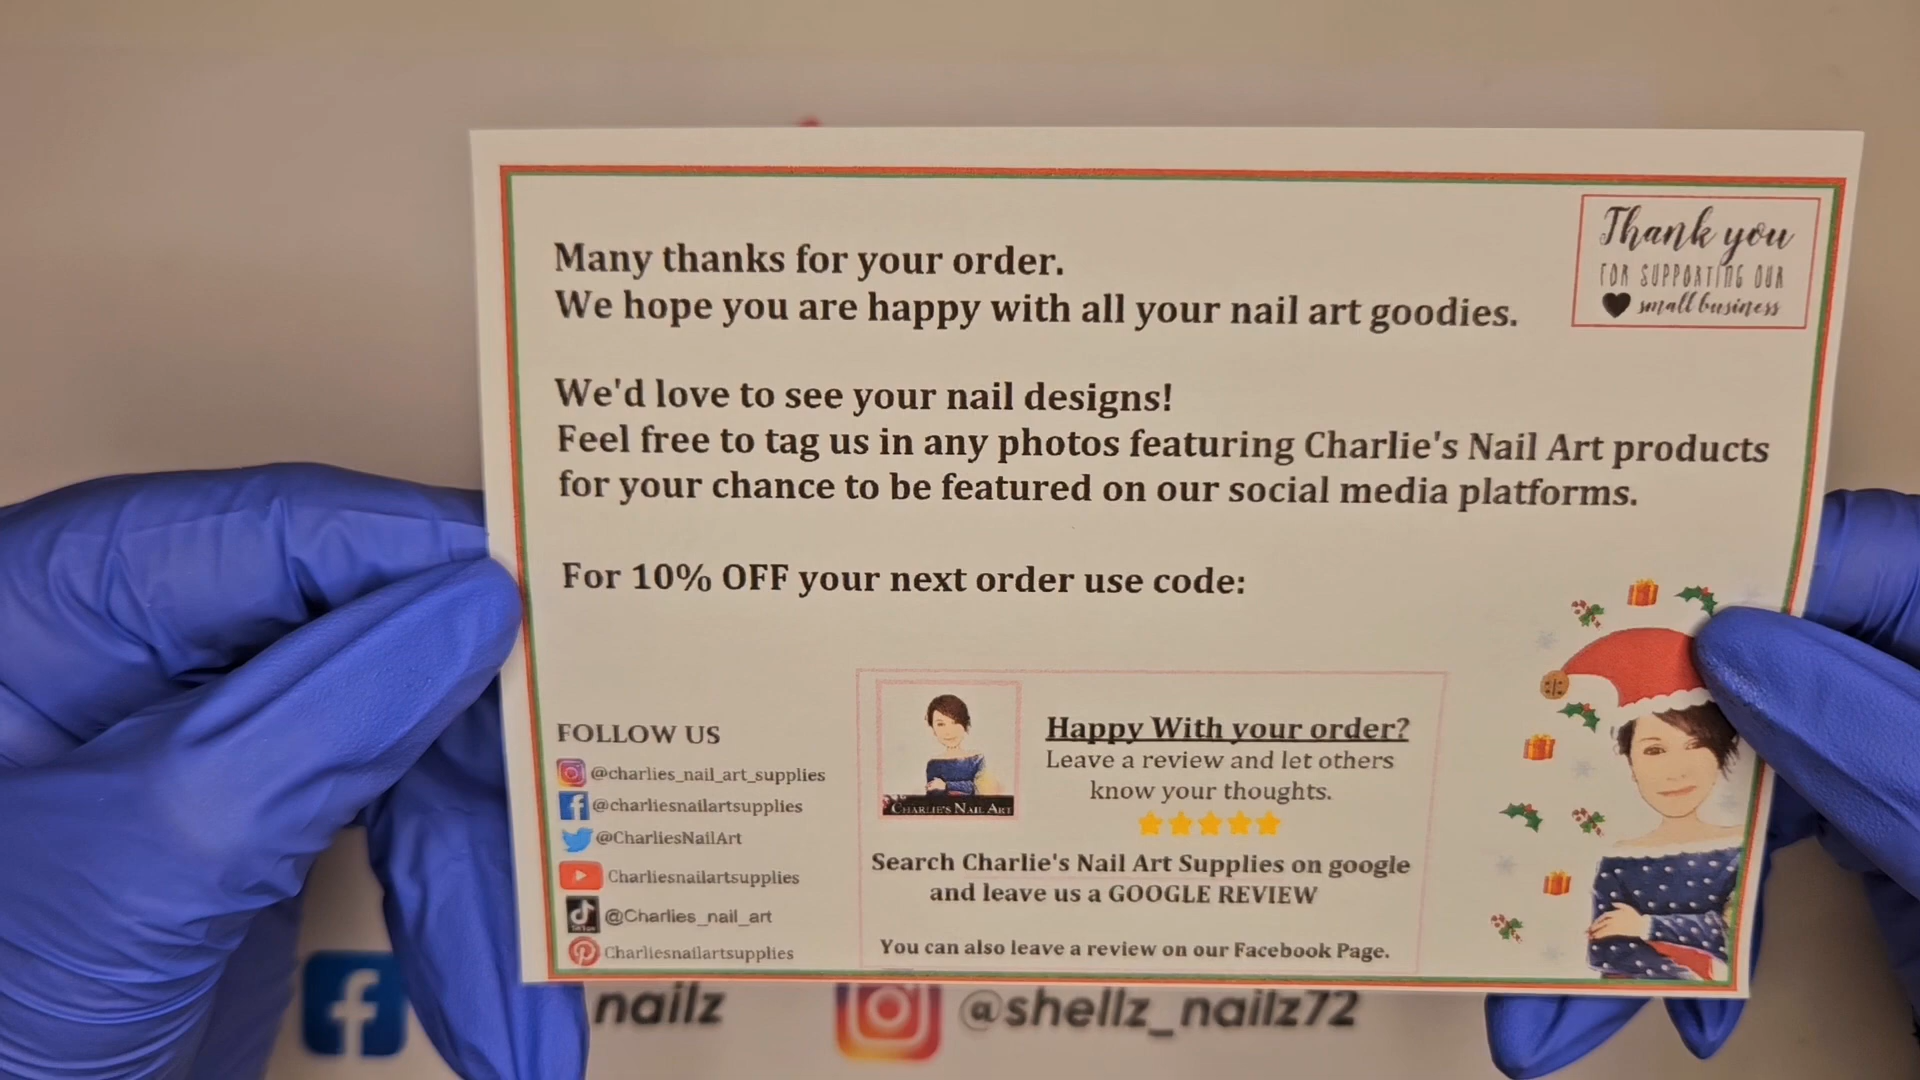 Thank you
FOR SUPPORTING OUR
small business
Many thanks for your order.
We hope you are happy with all your nail art goodies.
We'd love to see your nail designs!
Feel free to tag us in any photos featuring Charlie's Nail Art products
for your chance to be featured on our social media platforms.
For 10% OFF your next order use code:
FOLLOW US
@charlies_nail_art_supplies
@charliesnailartsupplies
@CharliesNailArt
Charliesnailartsupplies
@Charlies_nail_art
Charliesnailartsupplies
CHARLIE'S NAIL ART
Happy With your order?
Leave a review and let others
know your thoughts.
Search Charlie's Nail Art Supplies on google
and leave us a GOOGLE REVIEW
You can also leave a review on our Facebook Page.
nailz
@shellz_nailz72